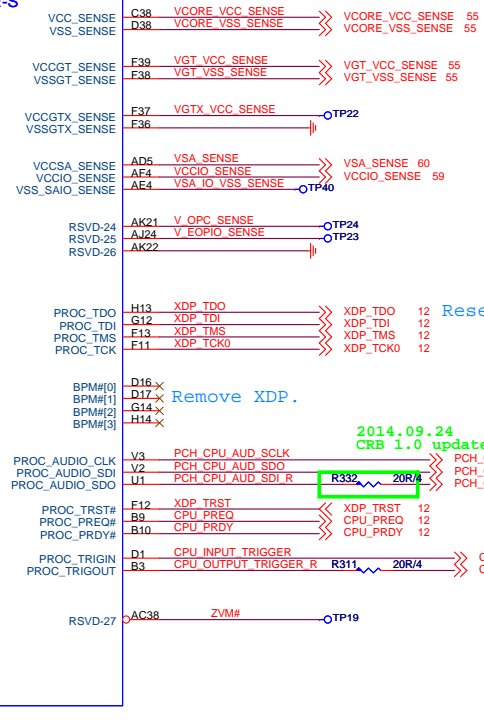 -S
VCC_SENSE C38 VCORE_VCC_SENSE VCORE_VCC_SENSE 55
VSS_SENSE D38 VCORE_VSS_SENSE VCORE_VSS_SENSE 55
VCCGT_SENSE F39 VGT_VCC_SENSE VGT_VCC_SENSE 55
VSSGT_SENSE F38 VGT_VSS_SENSE VGT_VSS_SENSE 55
VCCGTX_SENSE F37 VGTX_VCC_SENSE TP22
VSSGTX_SENSE F36
VCCSA_SENSE AD5 VSA_SENSE VSA_SENSE 60
VCCIO_SENSE AF4 VCCIO_SENSE VCCIO_SENSE 59
VSS_SAIO_SENSE AE4 VSA_IO_VSS_SENSE TP40
RSVD-24 AK21 V_OPC_SENSE TP24
RSVD-25 AJ24 V_EOPIO_SENSE TP23
RSVD-26 AK22
PROC_TDO H13 XDP_TDO XDP_TDO 12 Rese
PROC_TDI G12 XDP_TDI XDP_TDI 12
PROC_TMS F13 XDP_TMS XDP_TMS 12
PROC_TCK F11 XDP_TCK0 XDP_TCK0 12
BPM#[0] D16
BPM#[1] D17 Remove XDP.
BPM#[2] G14
BPM#[3] H14
2014.09.24
CRB 1.0 update
PROC_AUDIO_CLK V3 PCH_CPU_AUD_SCLK PCH_
PROC_AUDIO_SDI V2 PCH_CPU_AUD_SDO PCH_
PROC_AUDIO_SDO U1 PCH_CPU_AUD_SDI_R R332 20R/4 PCH_
PROC_TRST# F12 XDP_TRST XDP_TRST 12
PROC_PREQ# B9 CPU_PREQ CPU_PREQ 12
PROC_PRDY# B10 CPU_PRDY CPU_PRDY 12
PROC_TRIGIN D1 CPU_INPUT_TRIGGER
PROC_TRIGOUT B3 CPU_OUTPUT_TRIGGER_R R311 20R/4
RSVD-27 AC38 ZVM# TP19